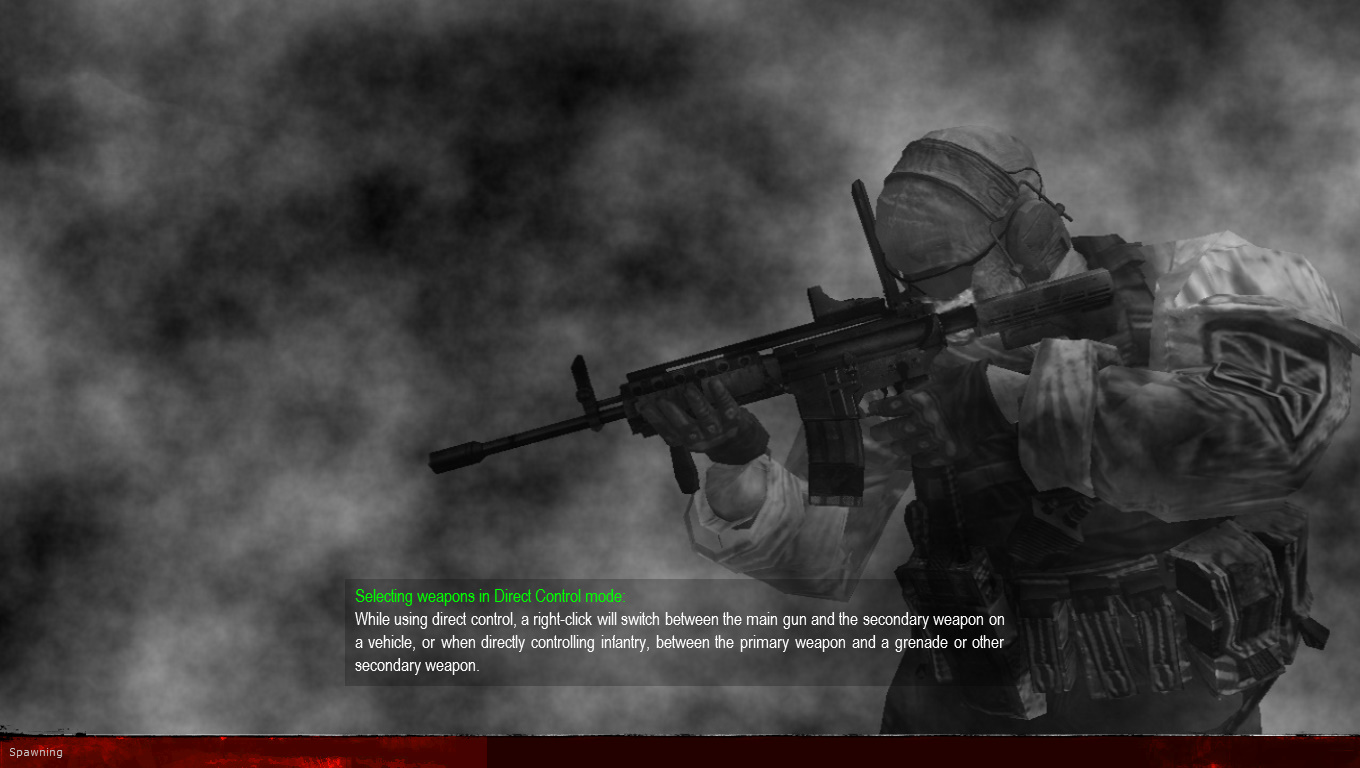 Selecting weapons in Direct Control mode:
While using direct control, a right-click will switch between the main gun and the secondary weapon on
a vehicle, or when directly controlling infantry, between the primary weapon and a grenade or other
secondary weapon.
Spawning